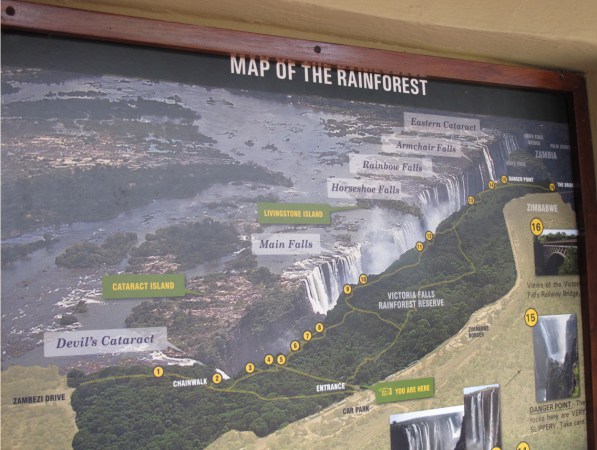 MAP OF THE RAINFOREST
Eastern Cataract
Armchair Falls
ZAMBIA
Rainbow Falls
Horseshoe Falls
DANGER POINT
LIVINGSTONE ISLAND
ZIMBABWE
Main Falls
16
CATARACT ISLAND
VICTORIA FALLS
RAINFOREST RESERVE
Views of the Victor
Falls Railway Bridge
15
ZIMBABWE
BORDER
Devil's Cataract
1
CHAINWALK
2
3
4
5
6
7
8
9
10
11
12
ENTRANCE
YOU ARE HERE
ZAMBEZI DRIVE
CAR PARK
DANGER POINT - The
rocks here are VERY
SLIPPERY. Take care